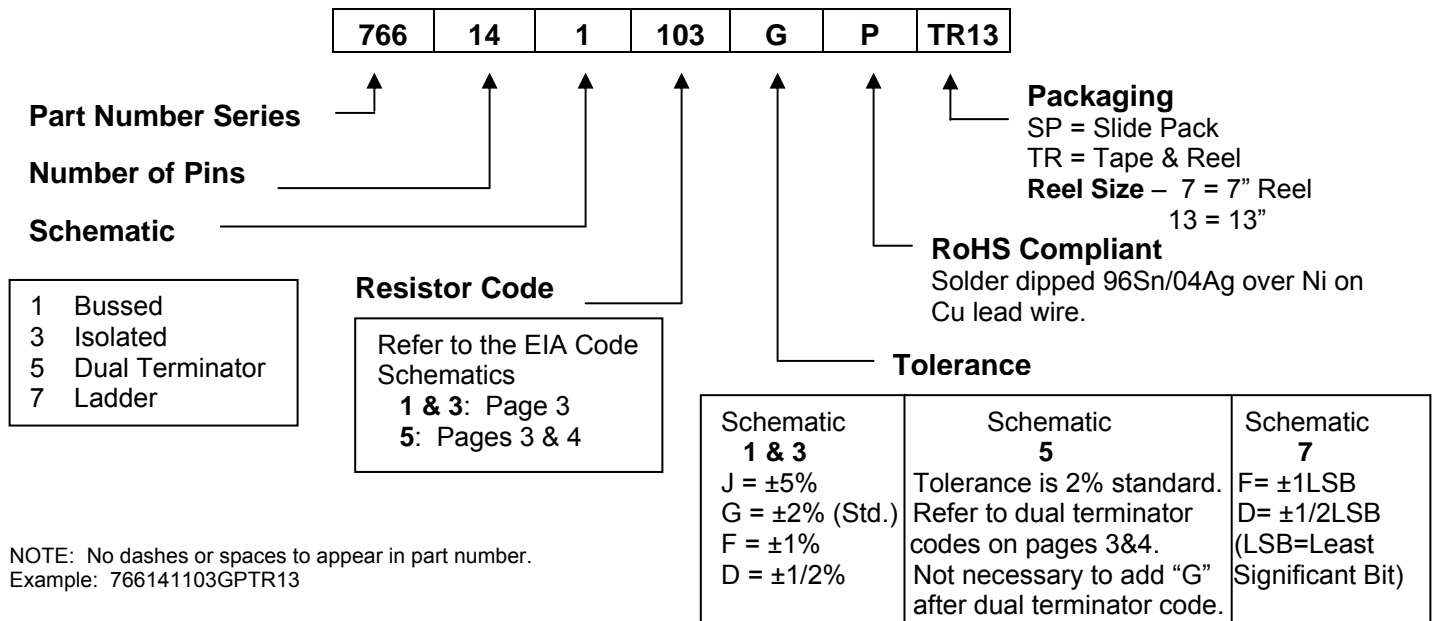 766 14 1 103 G P TR13
Part Number Series
Number of Pins
Schematic
1 Bussed
3 Isolated
5 Dual Terminator
7 Ladder
Resistor Code
Refer to the EIA Code
Schematics
1 & 3: Page 3
5: Pages 3 & 4
Packaging
SP = Slide Pack
TR = Tape & Reel
Reel Size – 7 = 7” Reel
13 = 13”
RoHS Compliant
Solder dipped 96Sn/04Ag over Ni on
Cu lead wire.
Tolerance
Schematic
1 & 3
J = ±5%
G = ±2% (Std.)
F = ±1%
D = ±1/2%
Schematic
5
Tolerance is 2% standard.
Refer to dual terminator
codes on pages 3&4.
Not necessary to add “G”
after dual terminator code.
Schematic
7
F= ±1LSB
D= ±1/2LSB
(LSB=Least
Significant Bit)
NOTE: No dashes or spaces to appear in part number.
Example: 766141103GPTR13